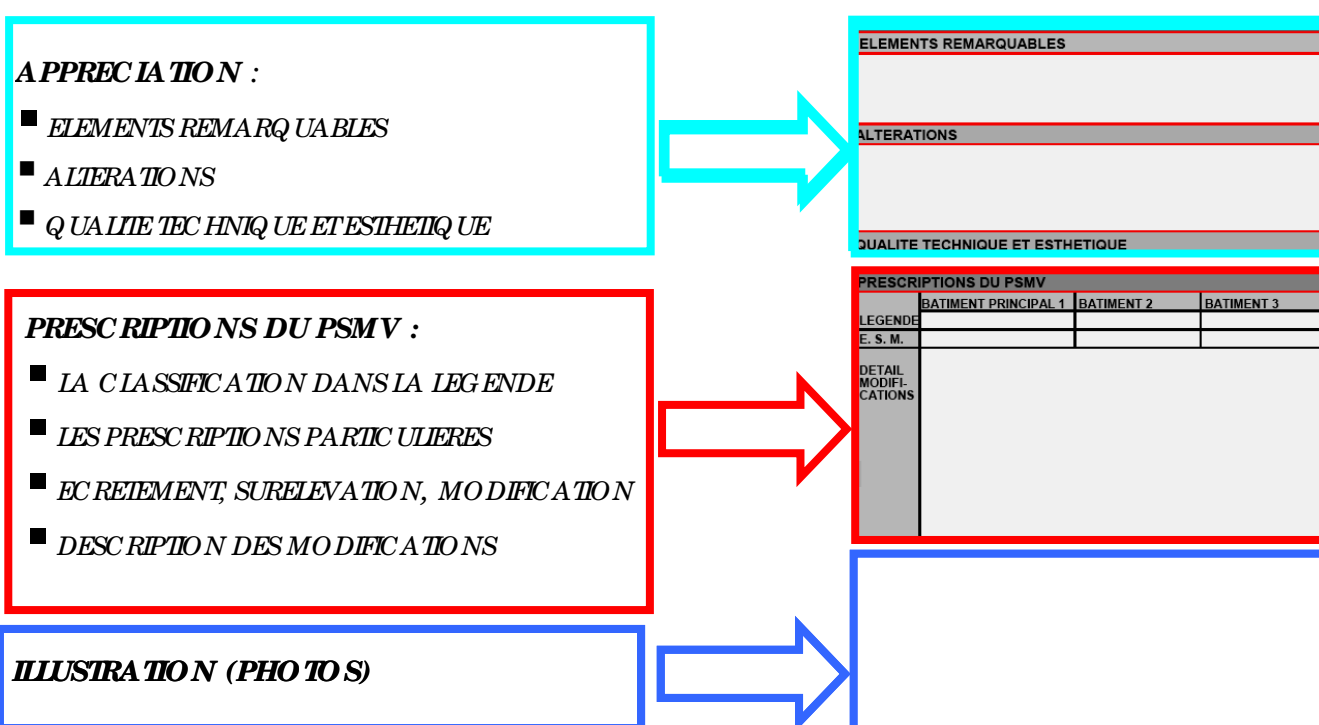 APPRECIATION :
▪ ELEMENTS REMARQUABLES
▪ ALTERATIONS
▪ QUALITE TECHNIQUE ET ESTHETIQUE
ELEMENTS REMARQUABLES
ALTERATIONS
QUALITE TECHNIQUE ET ESTHETIQUE
PRESCRIPTIONS DU PSMV :
▪ LA CLASSIFICATION DANS LA LEGENDE
▪ LES PRESCRIPTIONS PARTICULIERES
▪ ECRETEMENT, SURELEVATION, MODIFICATION
▪ DESCRIPTION DES MODIFICATIONS
PRESCRIPTIONS DU PSMV
BATIMENT PRINCIPAL 1 BATIMENT 2 BATIMENT 3
LEGENDE
E. S. M.
DETAIL
MODIFI-
CATIONS
ILLUSTRATION (PHOTOS)